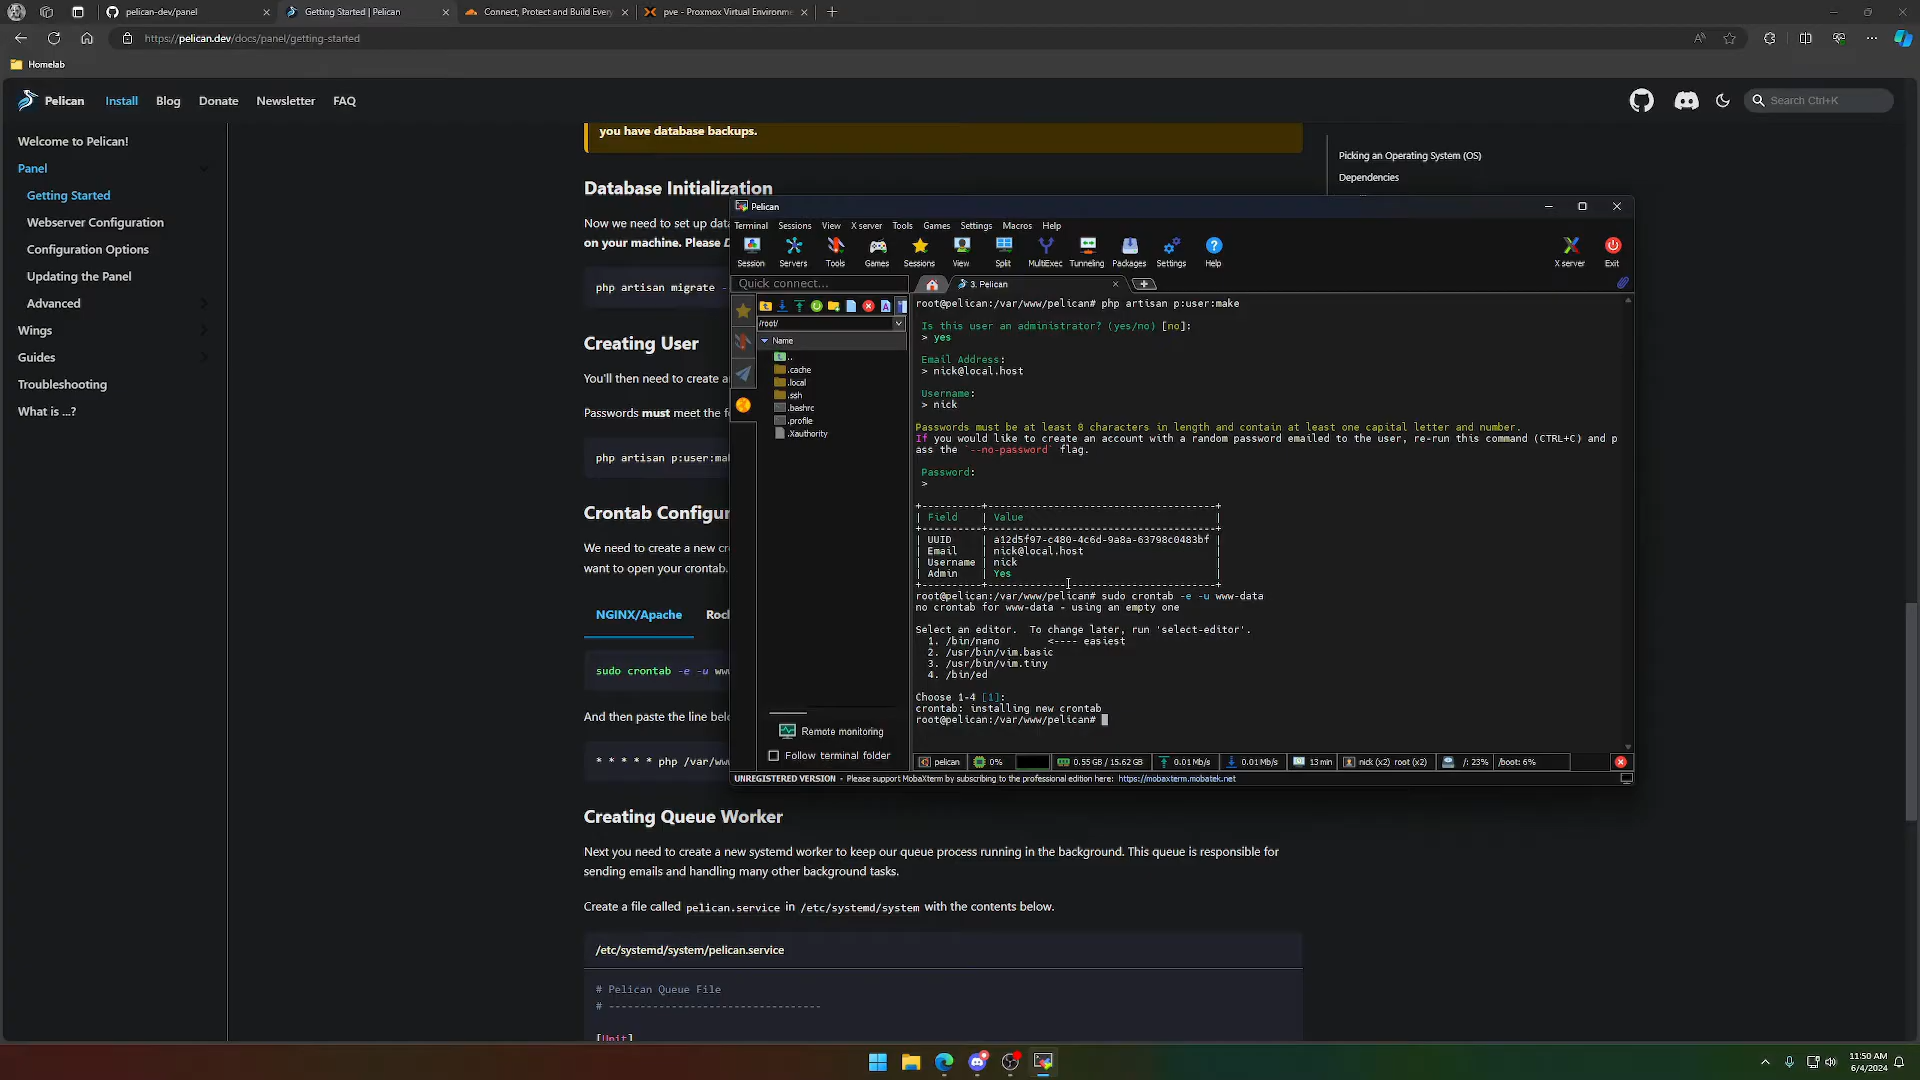 pelican-dev/panel
Getting Started | Pelican
Connect, Protect and Build Every
pve - Proxmox Virtual Environmen
https://pelican.dev/docs/panel/getting-started
Homelab
Pelican
Install
Blog
Donate
Newsletter
FAQ
Search Ctrl+K
Welcome to Pelican!
Panel
Getting Started
Webserver Configuration
Configuration Options
Updating the Panel
Advanced
Wings
Guides
Troubleshooting
What is ...?
you have database backups.
Database Initialization
Now we need to set up data
on your machine. Please D
php artisan migrate -
Creating User
You'll then need to create a
Passwords must meet the f
php artisan p:user:ma
Crontab Configur
We need to create a new cr
want to open your crontab.
NGINX/Apache
Roc
sudo crontab -e -u ww
And then paste the line belo
* * * * * php /var/ww
Creating Queue Worker
Next you need to create a new systemd worker to keep our queue process running in the background. This queue is responsible for
sending emails and handling many other background tasks.
Create a file called pelican.service in /etc/systemd/system with the contents below.
/etc/systemd/system/pelican.service
# Pelican Queue File
# ----------------------------------
[Unit]
Picking an Operating System (OS)
Dependencies
Pelican
Terminal
Sessions
View
X server
Tools
Games
Settings
Macros
Help
Session
Servers
Tools
Games
Sessions
View
Split
MultiExec
Tunneling
Packages
Settings
Help
X server
Exit
Quick connect...
3. Pelican
/root/
Name
..
.cache
.local
.ssh
.bashrc
.profile
.Xauthority
Remote monitoring
Follow terminal folder
root@pelican:/var/www/pelican# php artisan p:user:make
Is this user an administrator? (yes/no) [no]:
> yes
Email Address:
> nick@local.host
Username:
> nick
Passwords must be at least 8 characters in length and contain at least one capital letter and number.
If you would like to create an account with a random password emailed to the user, re-run this command (CTRL+C) and p
ass the `--no-password` flag.
Password:
>
| Field | Value |
| UUID | a12d5f97-c480-4c6d-9a8a-63798c0483bf |
| Email | nick@local.host |
| Username | nick |
| Admin | Yes |
root@pelican:/var/www/pelican# sudo crontab -e -u www-data
no crontab for www-data - using an empty one
Select an editor. To change later, run 'select-editor'.
1. /bin/nano <---- easiest
2. /usr/bin/vim.basic
3. /usr/bin/vim.tiny
4. /bin/ed
Choose 1-4 [1]:
crontab: installing new crontab
root@pelican:/var/www/pelican#
pelican
0%
0.55 GB / 15.62 GB
0.01 Mb/s
0.01 Mb/s
13 min
nick (x2) root (x2)
/: 23%
/boot: 6%
UNREGISTERED VERSION - Please support MobaXterm by subscribing to the professional edition here: https://mobaxterm.mobatek.net
11:50 AM
6/4/2024